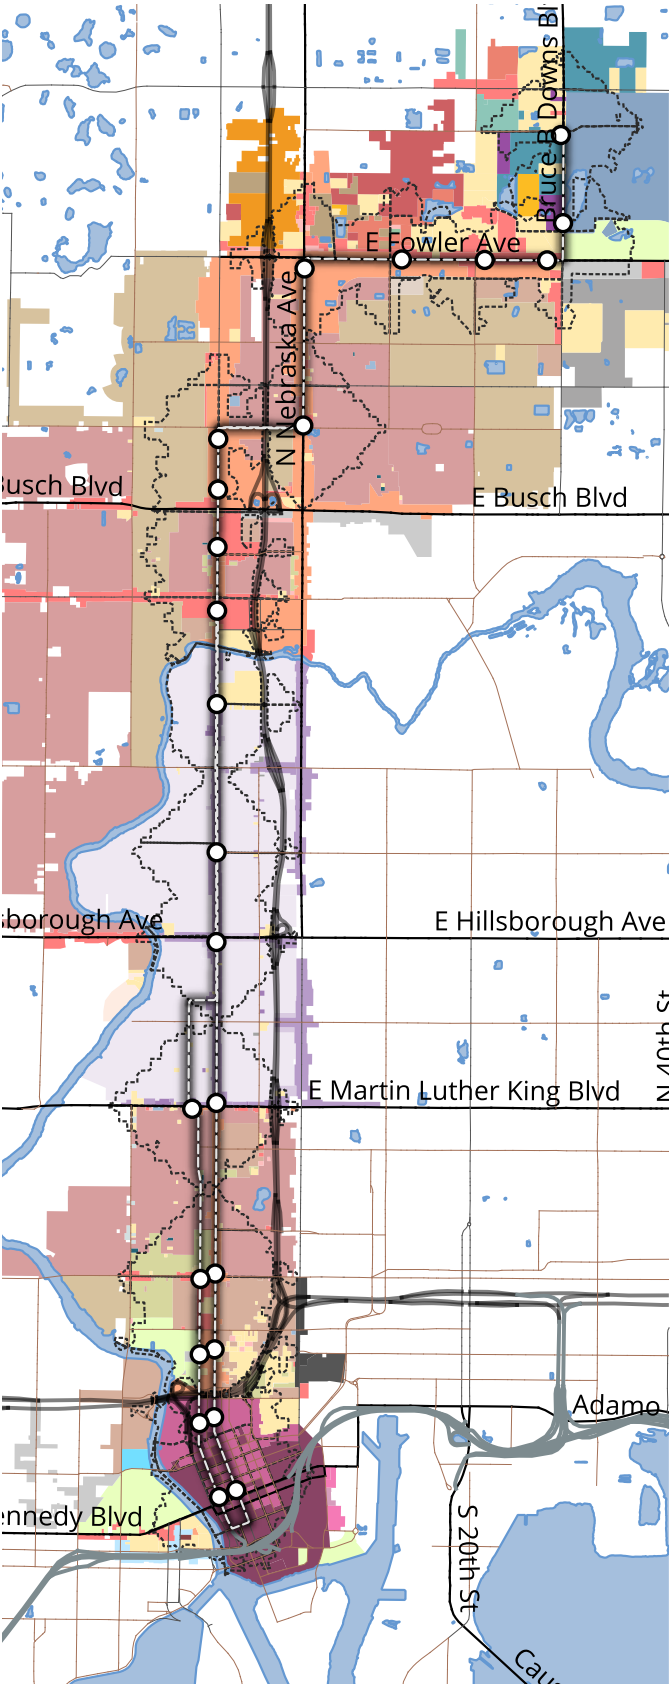 Bruce B Downs Bl
E Fowler Ave
N Nebraska Ave
Busch Blvd
E Busch Blvd
sborough Ave
E Hillsborough Ave
N 40th St
E Martin Luther King Blvd
Adamo
ennedy Blvd
S 20th St
Caus